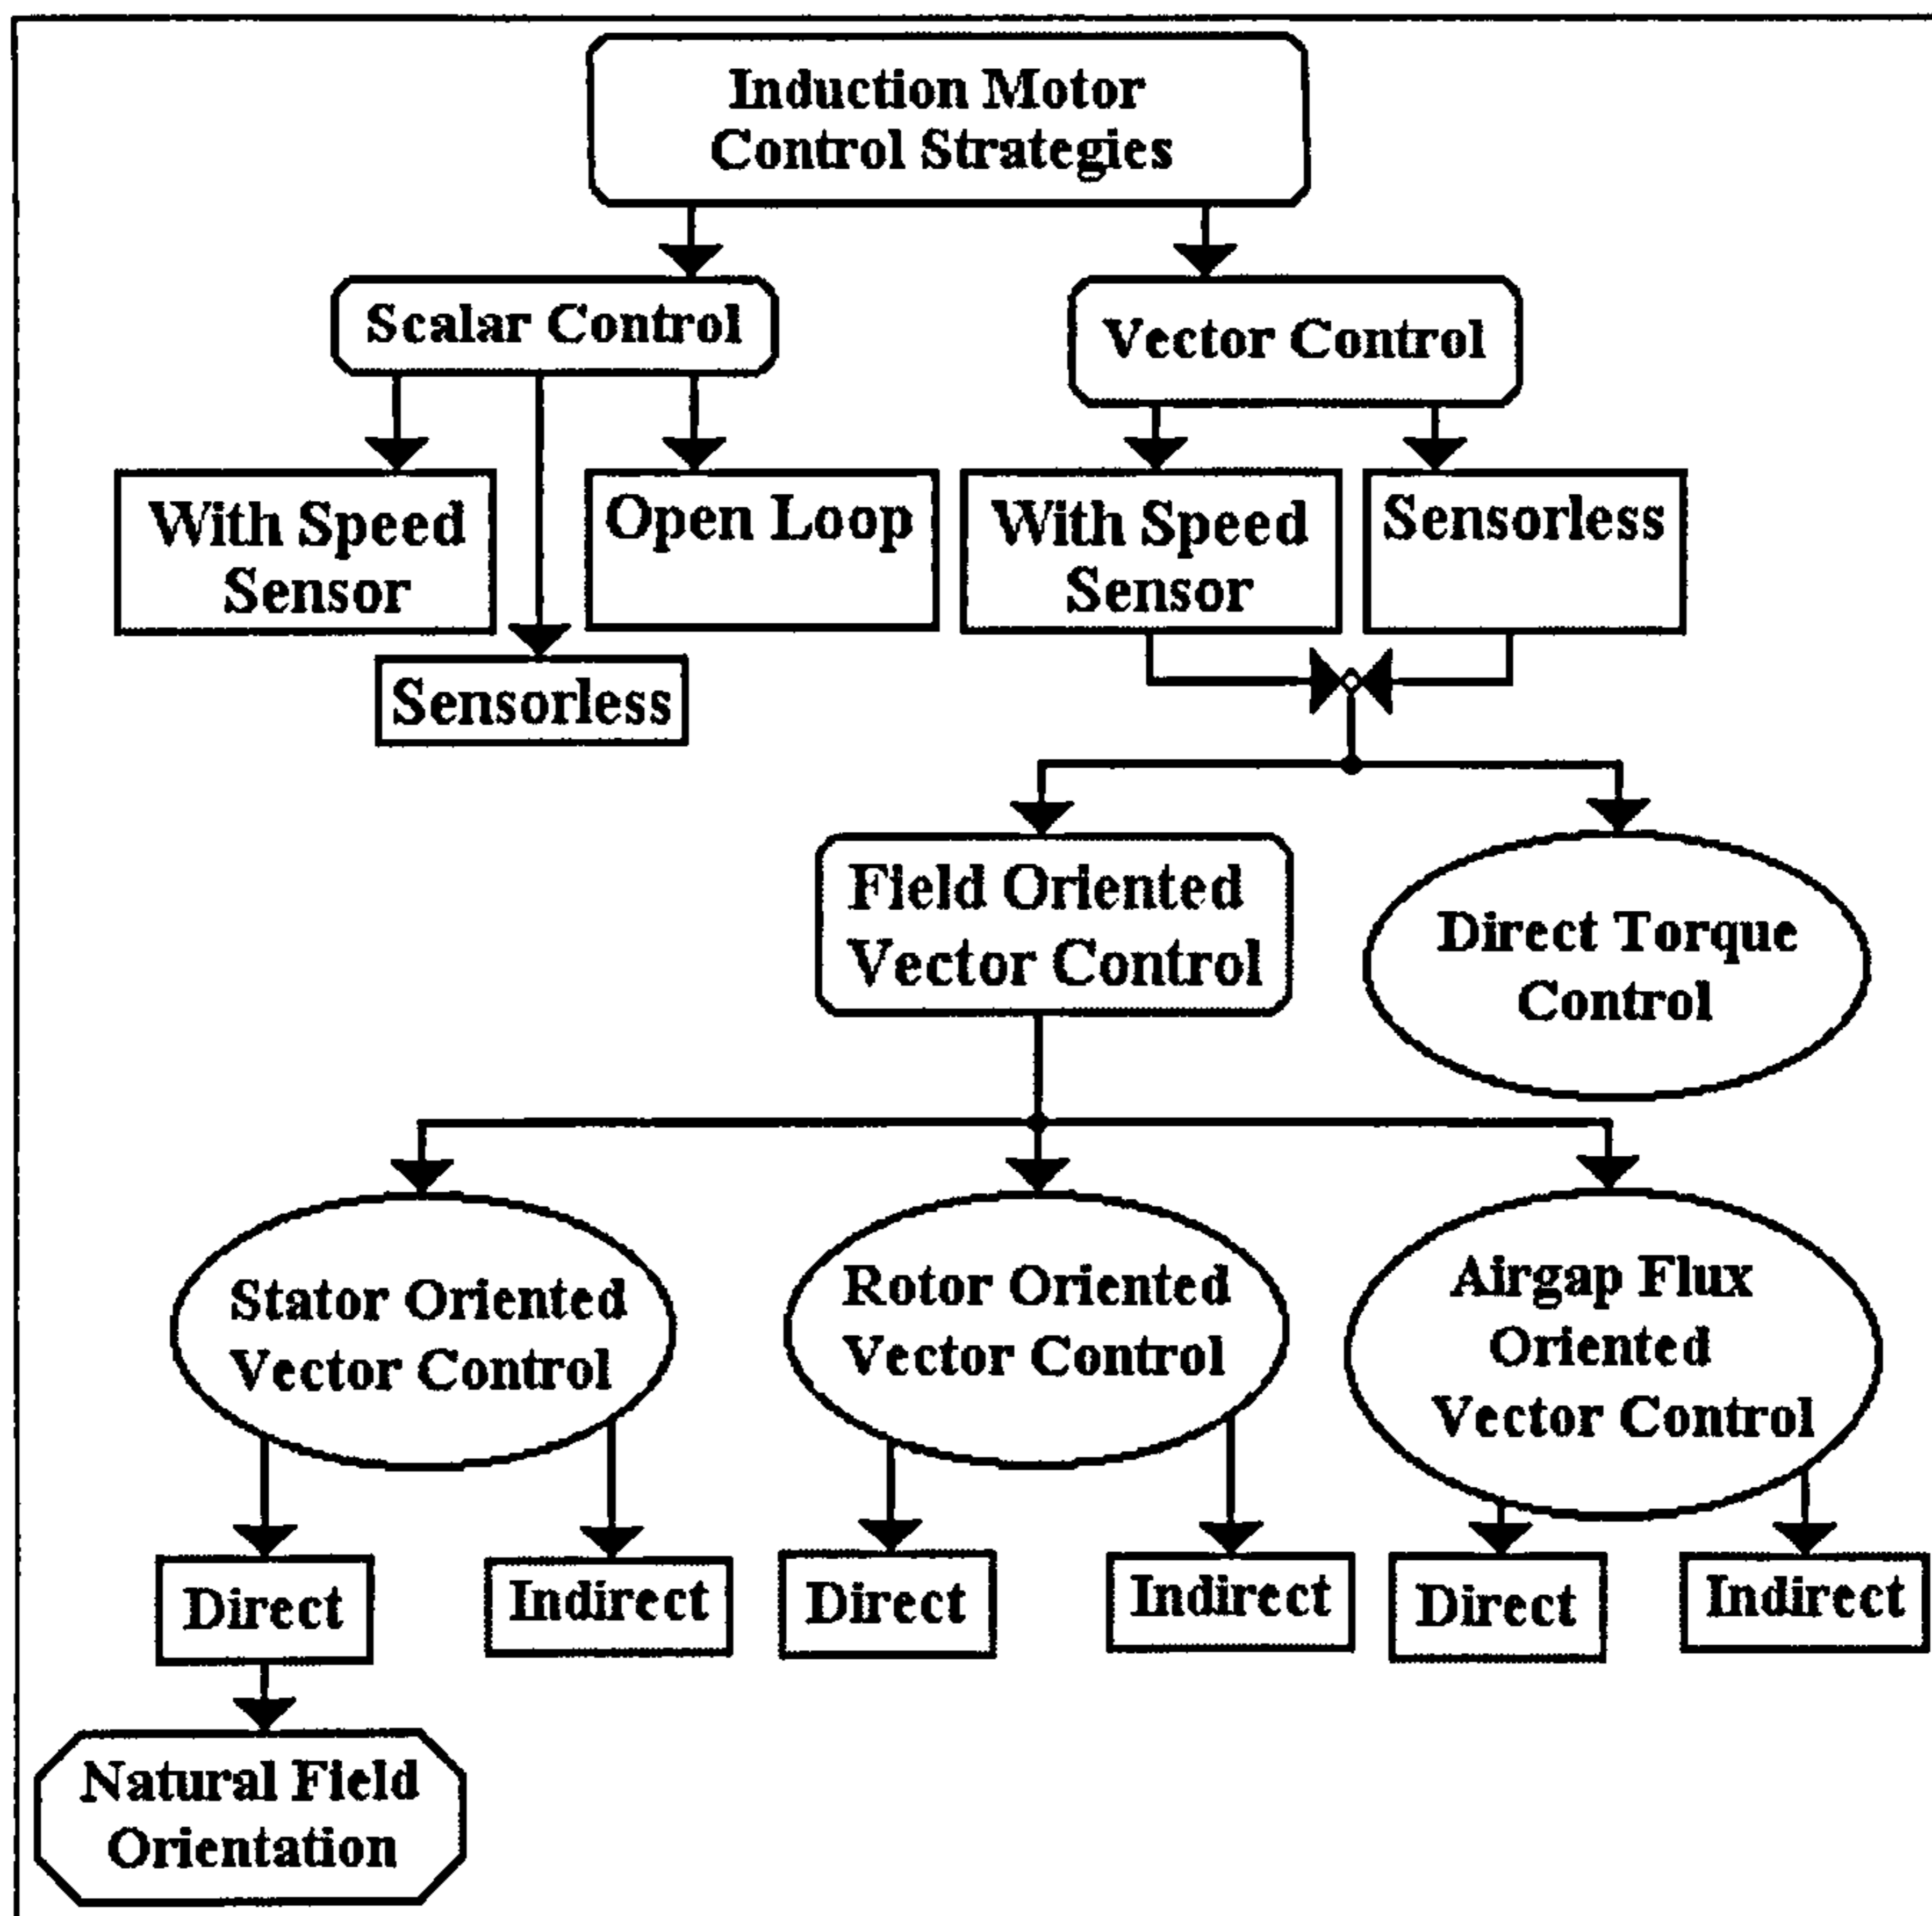 Induction Motor
Control Strategies
Scalar Control
Vector Control
With Speed
Sensor
Open Loop
With Speed
Sensor
Sensorless
Sensorless
Field Oriented
Vector Control
Direct Torque
Control
Stator Oriented
Vector Control
Rotor Oriented
Vector Control
Airgap Flux
Oriented
Vector Control
Direct
Indirect
Direct
Indirect
Direct
Indirect
Natural Field
Orientation